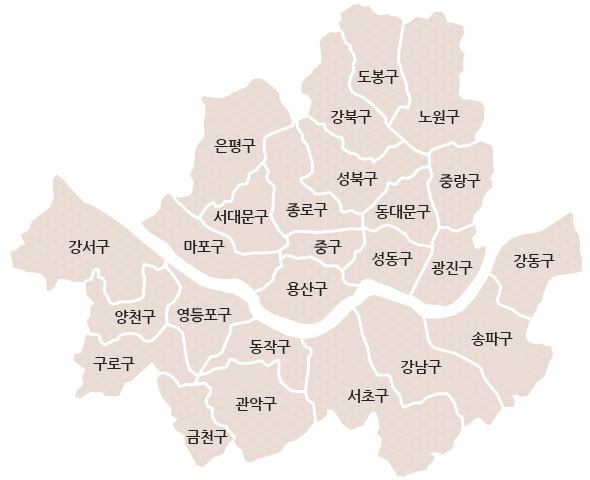 도봉구
강북구
노원구
은평구
성북구
중랑구
서대문구
종로구
동대문구
강서구
마포구
중구
성동구
광진구
강동구
용산구
양천구
영등포구
동작구
송파구
구로구
강남구
관악구
서초구
금천구